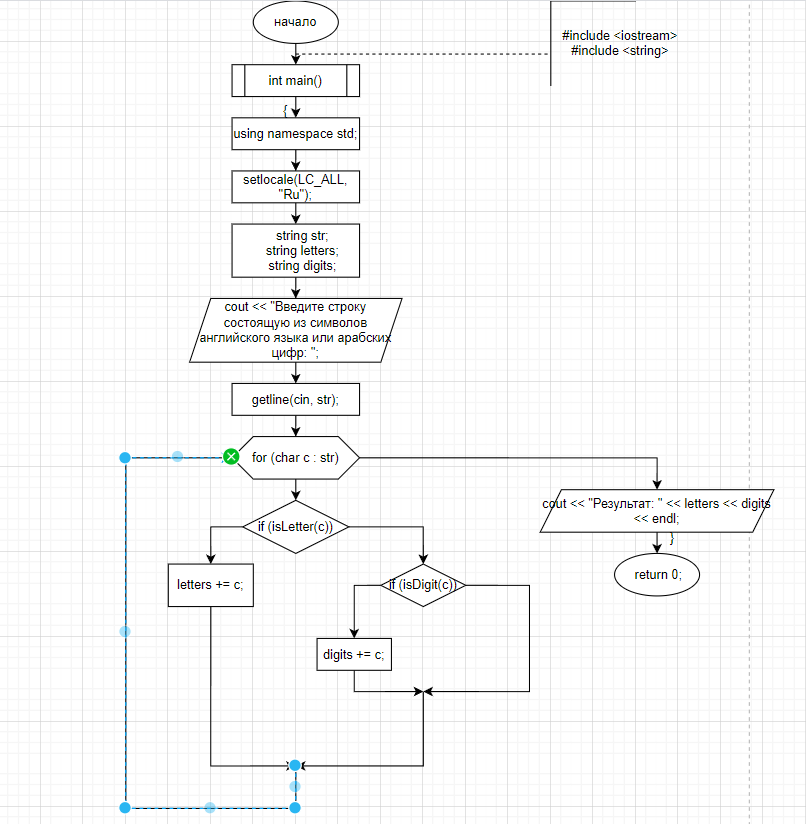 начало
#include <iostream>
#include <string>
int main()
{
using namespace std;
setlocale(LC_ALL,
"Ru");
string str;
string letters;
string digits;
cout << "Введите строку
состоящую из символов
английского языка или арабских
цифр: ";
getline(cin, str);
for (char c : str)
cout << "Результат: " << letters << digits
<< endl;
}
return 0;
if (isLetter(c))
letters += c;
if (isDigit(c))
digits += c;